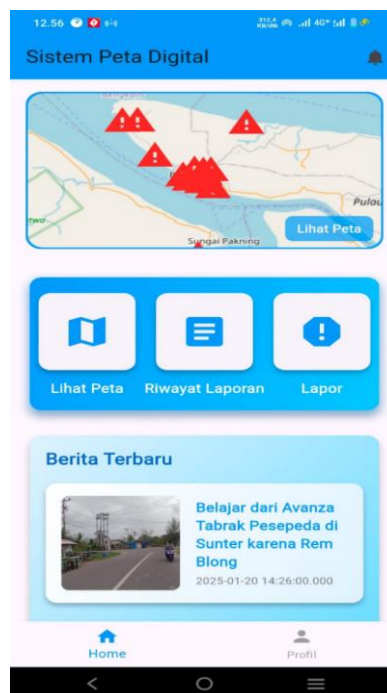 12.56
4G+
Sistem Peta Digital
Pulau
Sungai Pakning
Lihat Peta
Lihat Peta Riwayat Laporan Lapor
Berita Terbaru
Belajar dari Avanza
Tabrak Pesepeda di
Sunter karena Rem
Blong
2025-01-20 14:26:00.000
Home Profil